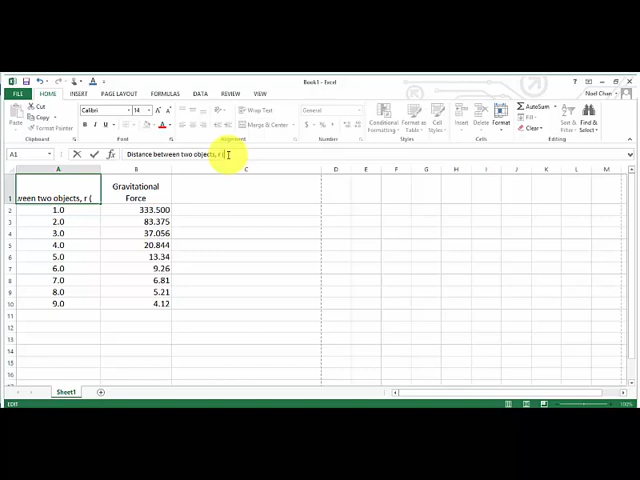 Book1 - Excel
FILE HOME INSERT PAGE LAYOUT FORMULAS DATA REVIEW VIEW Noel Chan
Cut
Copy
Format Painter
Paste
Clipboard
Calibri 14
B I U
Font
Wrap Text
Merge & Center
Alignment
General
$ % ,
Number
Conditional Formatting
Format as Table
Cell Styles
Styles
Insert Delete Format
Cells
AutoSum
Fill
Clear
Sort & Filter
Find & Select
Editing
A1 fx Distance between two objects, r (
A B C D E F G H I J K L M
1 ween two objects, r ( Gravitational Force
2 1.0 333.500
3 2.0 83.375
4 3.0 37.056
5 4.0 20.844
6 5.0 13.34
7 6.0 9.26
8 7.0 6.81
9 8.0 5.21
10 9.0 4.12
11
12
13
14
15
16
Sheet1
EDIT 100%